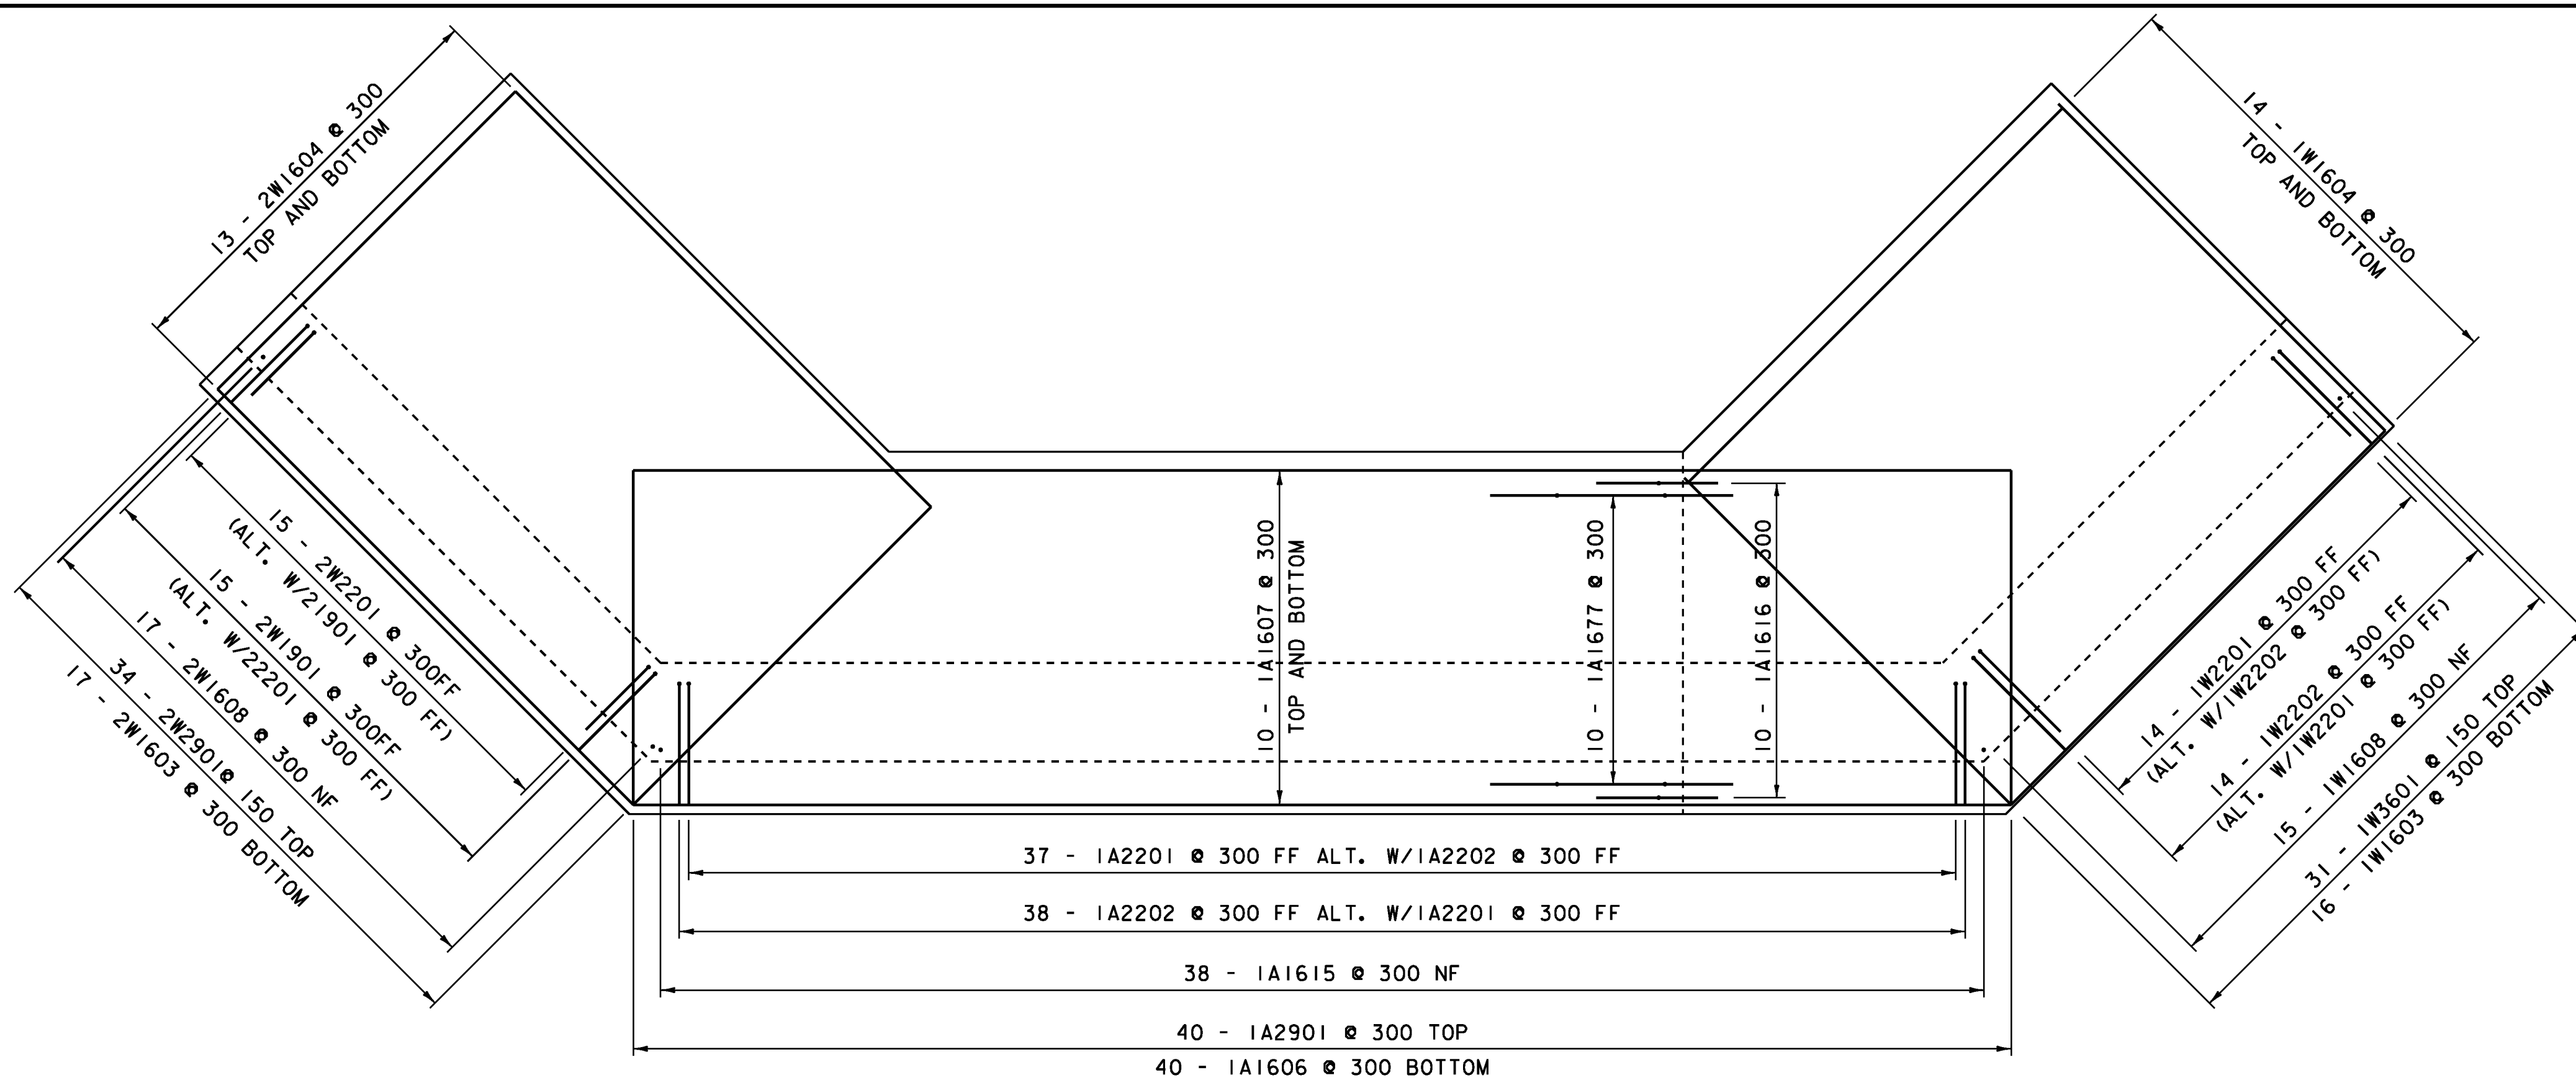 13 - 2W1604 @ 300
TOP AND BOTTOM
14 - 1W1604 @ 300
TOP AND BOTTOM
15 - 2W2201 @ 300FF
(ALT. W/21901 @ 300 FF)
15 - 2W1901 @ 300FF
(ALT. W/22201 @ 300 FF)
17 - 2W1608 @ 300 NF
34 - 2W2901@ 150 TOP
17 - 2W1603 @ 300 BOTTOM
10 - 1A1607 @ 300
TOP AND BOTTOM
10 - 1A1677 @ 300
10 - 1A1616 @ 300
14 - 1W2201 @ 300 FF
(ALT. W/1W2202 @ 300 FF)
14 - 1W2202 @ 300 FF
(ALT. W/1W2201 @ 300 FF)
15 - 1W1608 @ 300 NF
31 - 1W3601 @ 150 TOP
16 - 1W1603 @ 300 BOTTOM
37 - 1A2201 @ 300 FF ALT. W/1A2202 @ 300 FF
38 - 1A2202 @ 300 FF ALT. W/1A2201 @ 300 FF
38 - 1A1615 @ 300 NF
40 - 1A2901 @ 300 TOP
40 - 1A1606 @ 300 BOTTOM